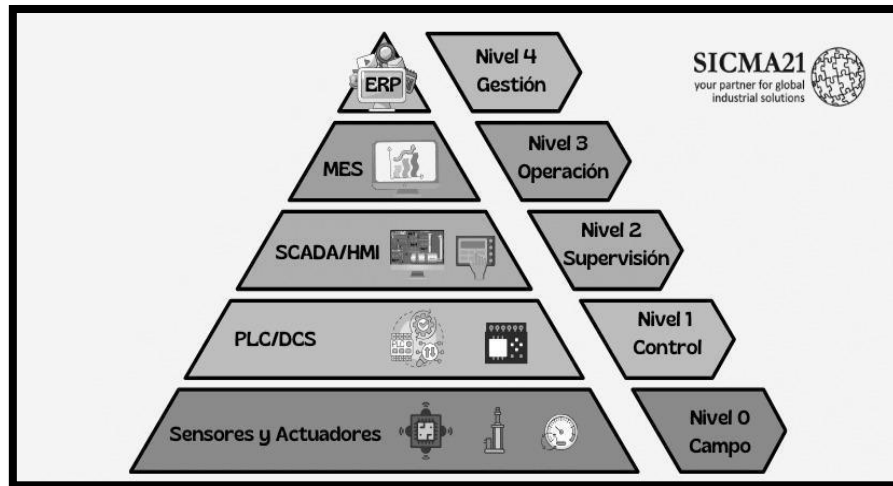 ERP
Nivel 4
Gestión
SICMA21
your partner for global
industrial solutions
MES
Nivel 3
Operación
SCADA/HMI
Nivel 2
Supervisión
PLC/DCS
PLC
Nivel 1
Control
Sensores y Actuadores
Nivel 0
Campo